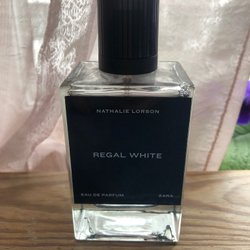 NATHALIE LORSON
REGAL WHITE
EAU DE PARFUM ZARA